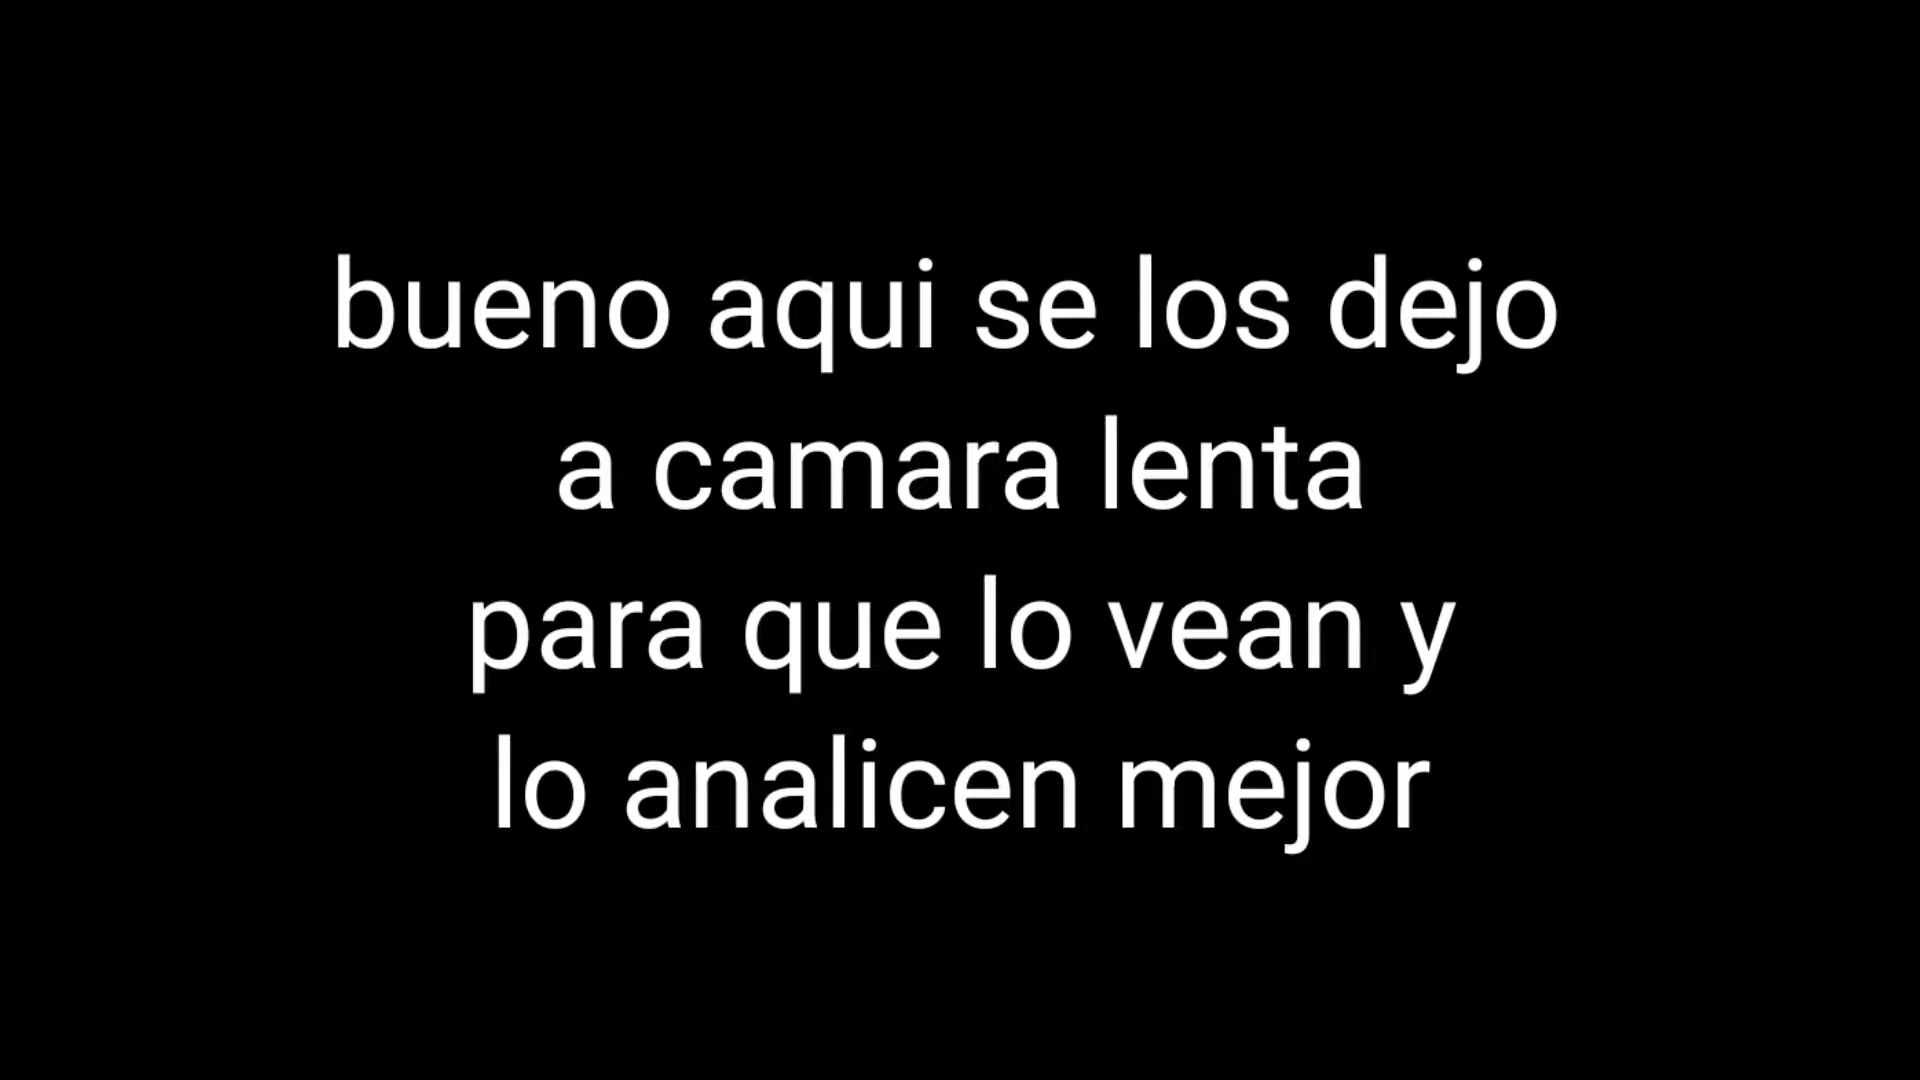 bueno aqui se los dejo
a camara lenta
para que lo vean y
lo analicen mejor